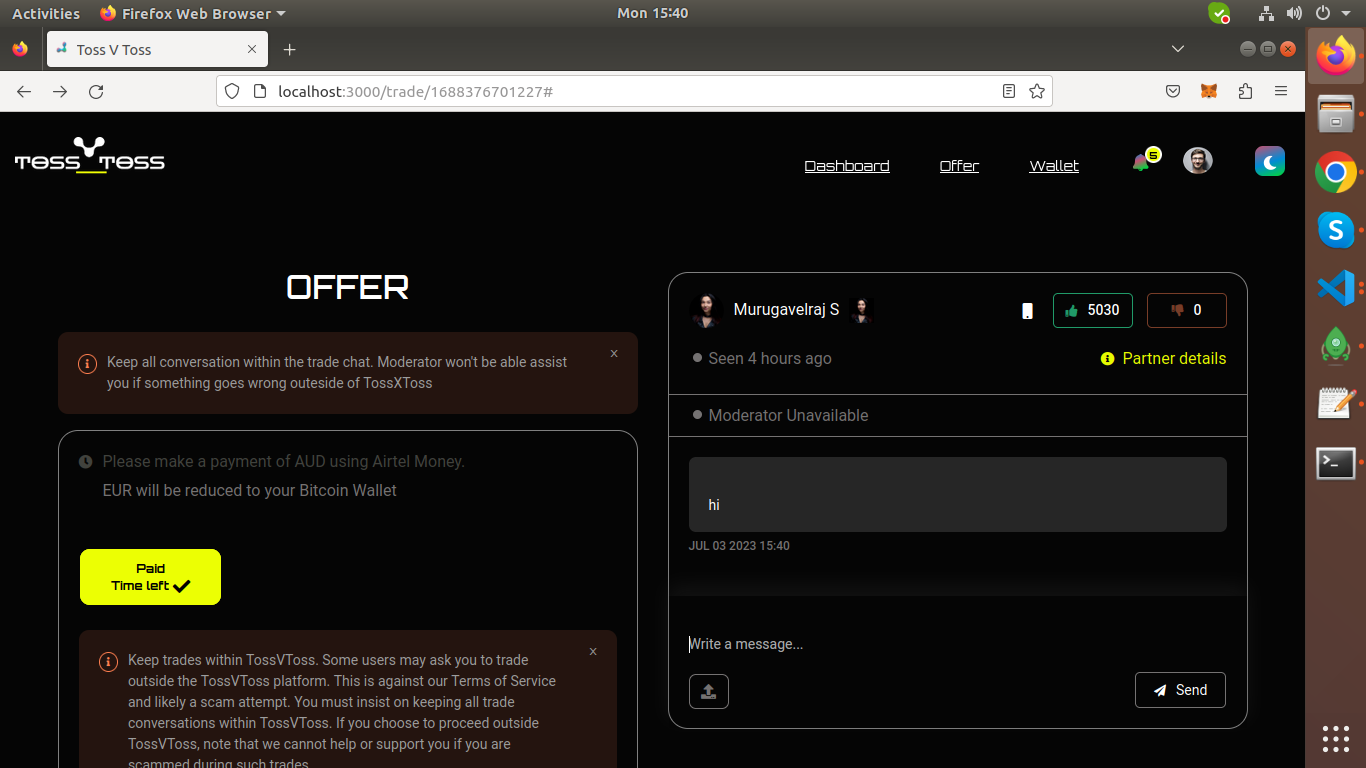 Activities
Firefox Web Browser
Mon 15:40
Toss V Toss
localhost:3000/trade/1688376701227#
TOSS TOSS
Dashboard
Offer
Wallet
5
OFFER
Keep all conversation within the trade chat. Moderator won't be able assist
you if something goes wrong outeside of TossXToss
x
Please make a payment of AUD using Airtel Money.
EUR will be reduced to your Bitcoin Wallet
Paid
Time left
Keep trades within TossVToss. Some users may ask you to trade
outside the TossVToss platform. This is against our Terms of Service
and likely a scam attempt. You must insist on keeping all trade
conversations within TossVToss. If you choose to proceed outside
TossVToss, note that we cannot help or support you if you are
scammed during such trades
x
Murugavelraj S
5030
0
Seen 4 hours ago
Partner details
Moderator Unavailable
hi
JUL 03 2023 15:40
Write a message...
Send